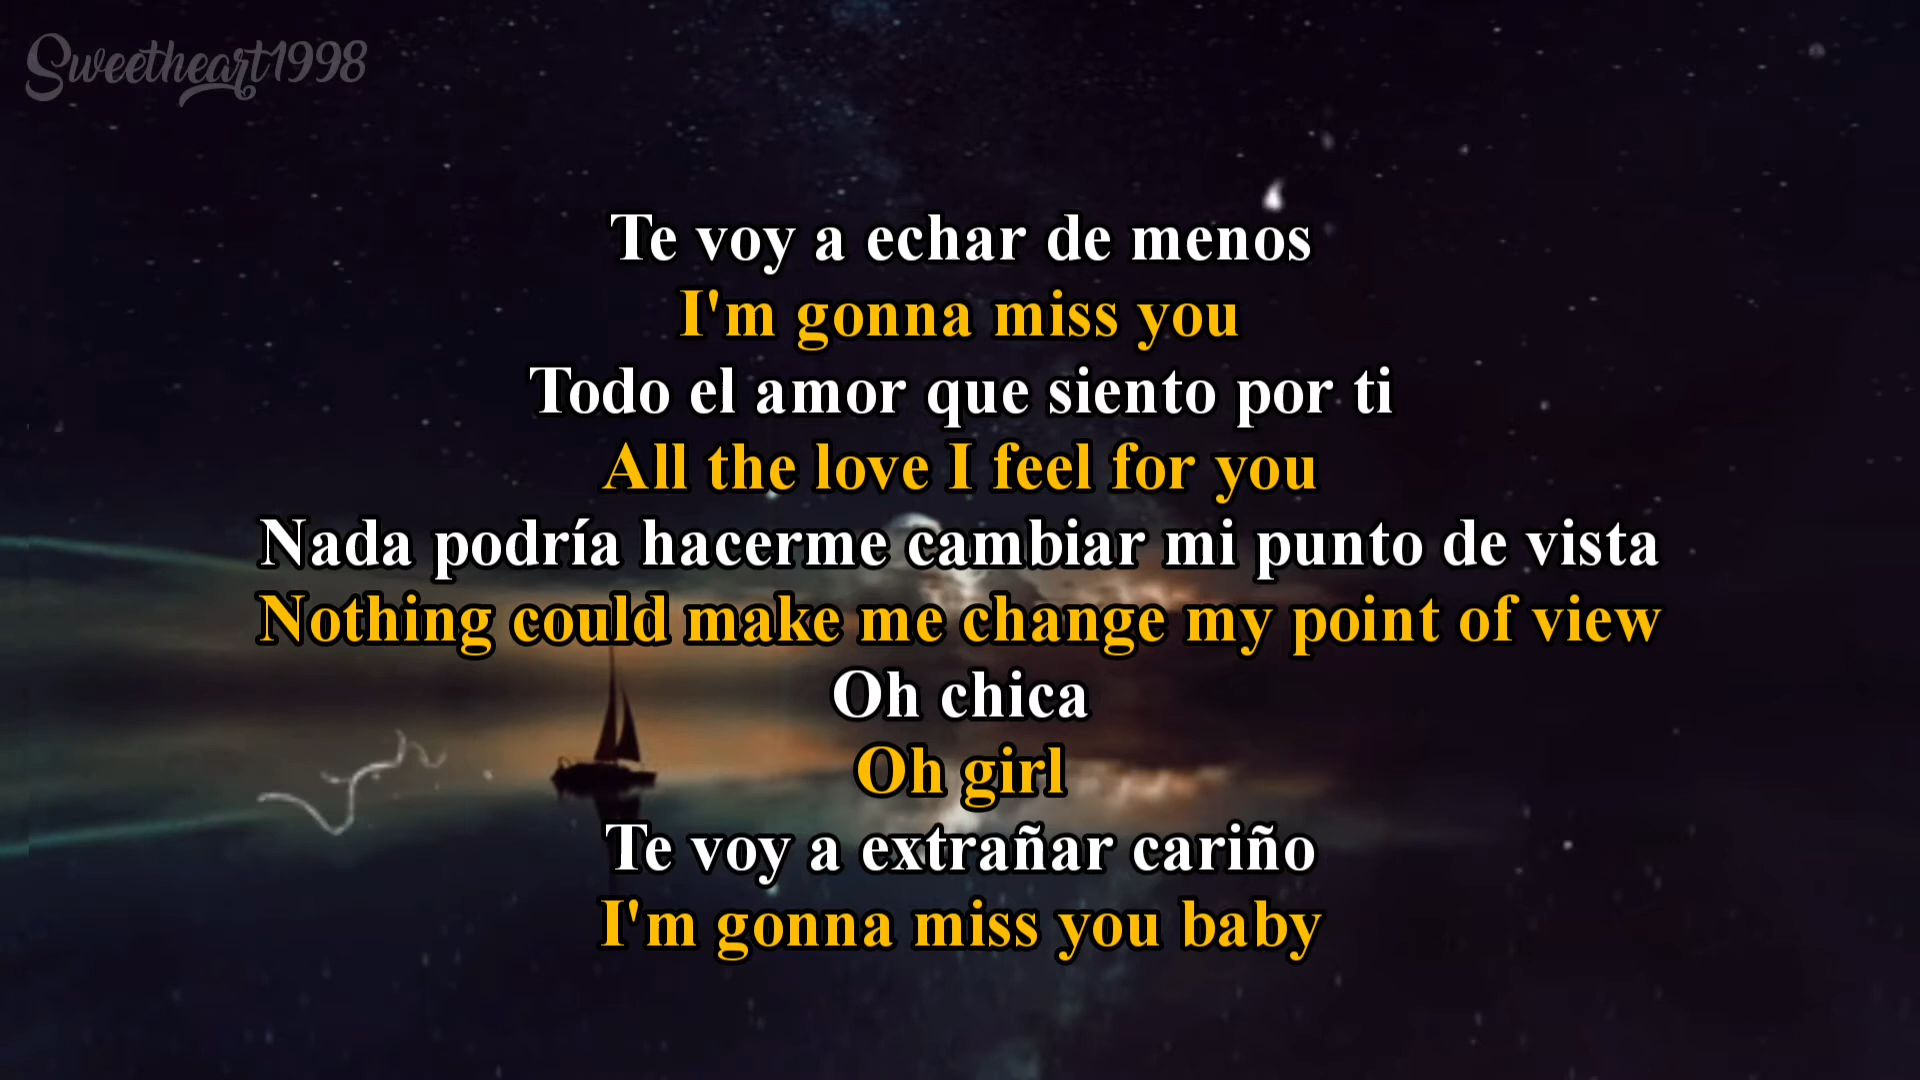 Sweetheart1998
Te voy a echar de menos
I'm gonna miss you
Todo el amor que siento por ti
All the love I feel for you
Nada podría hacerme cambiar mi punto de vista
Nothing could make me change my point of view
Oh chica
Oh girl
Te voy a extrañar cariño
I'm gonna miss you baby